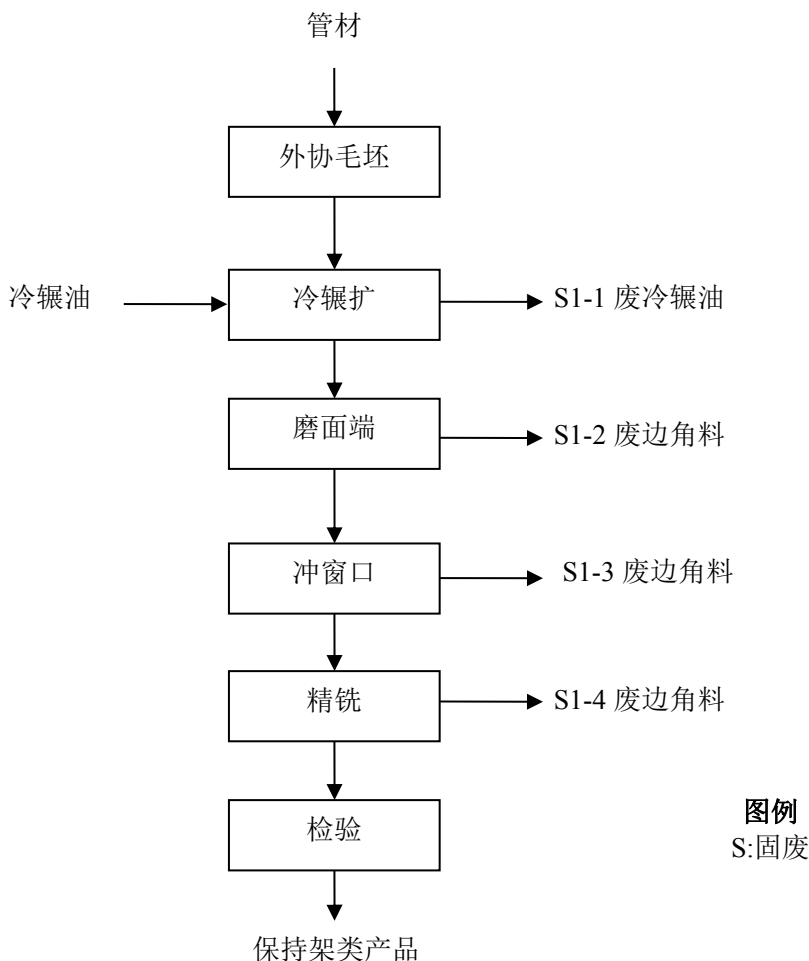 管材
外协毛坯
冷辗油
冷辗扩
S1-1 废冷辗油
磨面端
S1-2 废边角料
冲窗口
S1-3 废边角料
精铣
S1-4 废边角料
检验
图例
S:固废
保持架类产品